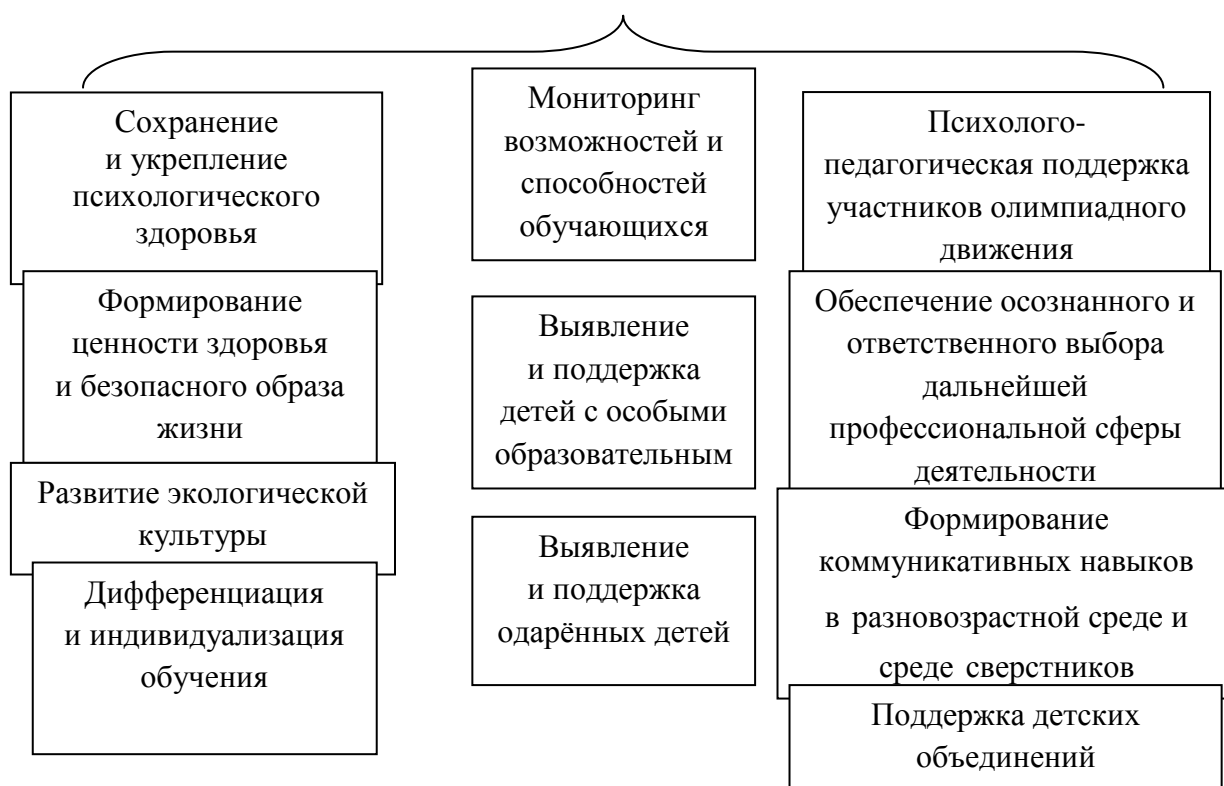 Сохранение
и укрепление
психологического
здоровья
Формирование
ценности здоровья
и безопасного образа
жизни
Развитие экологической
культуры
Дифференциация
и индивидуализация
обучения
Мониторинг
возможностей и
способностей
обучающихся
Выявление
и поддержка
детей с особыми
образовательным
Выявление
и поддержка
одарённых детей
Психолого-
педагогическая поддержка
участников олимпиадного
движения
Обеспечение осознанного и
ответственного выбора
дальнейшей
профессиональной сферы
деятельности
Формирование
коммуникативных навыков
в разновозрастной среде и
среде сверстников
Поддержка детских
объединений